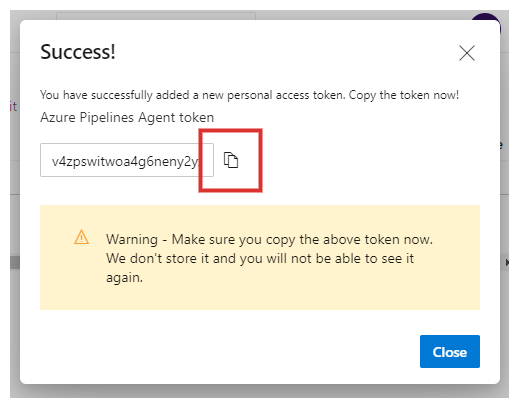 Success!
You have successfully added a new personal access token. Copy the token now!
Azure Pipelines Agent token
v4zpswitwoa4g6neny2y
Warning - Make sure you copy the above token now.
We don't store it and you will not be able to see it
again.
Close